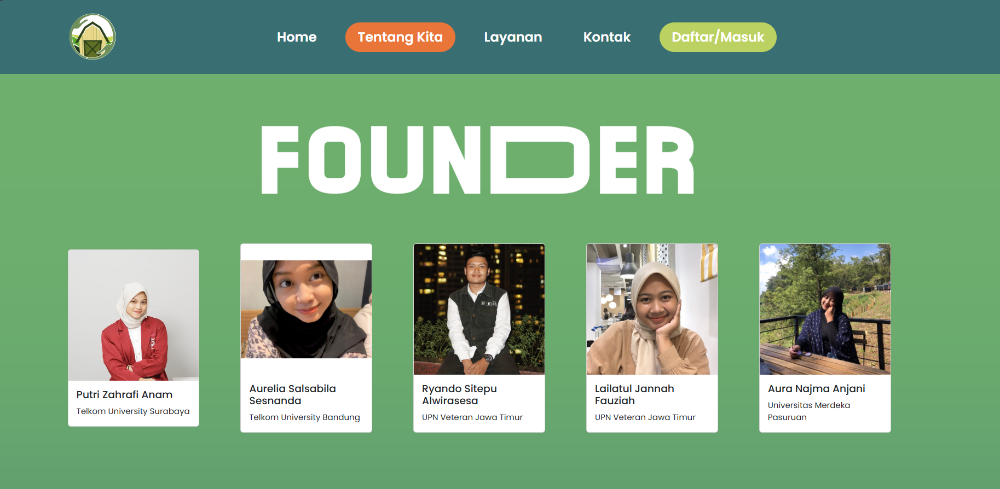 Home
Tentang Kita
Layanan
Kontak
Daftar/Masuk
FOUNDER
Putri Zahrafi Anam
Telkom University Surabaya
Aurelia Salsabila
Sesnanda
Telkom University Bandung
Ryando Sitepu
Alwirasesa
UPN Veteran Jawa Timur
Lailatul Jannah
Fauziah
UPN Veteran Jawa Timur
Aura Najma Anjani
Universitas Merdeka
Pasuruan